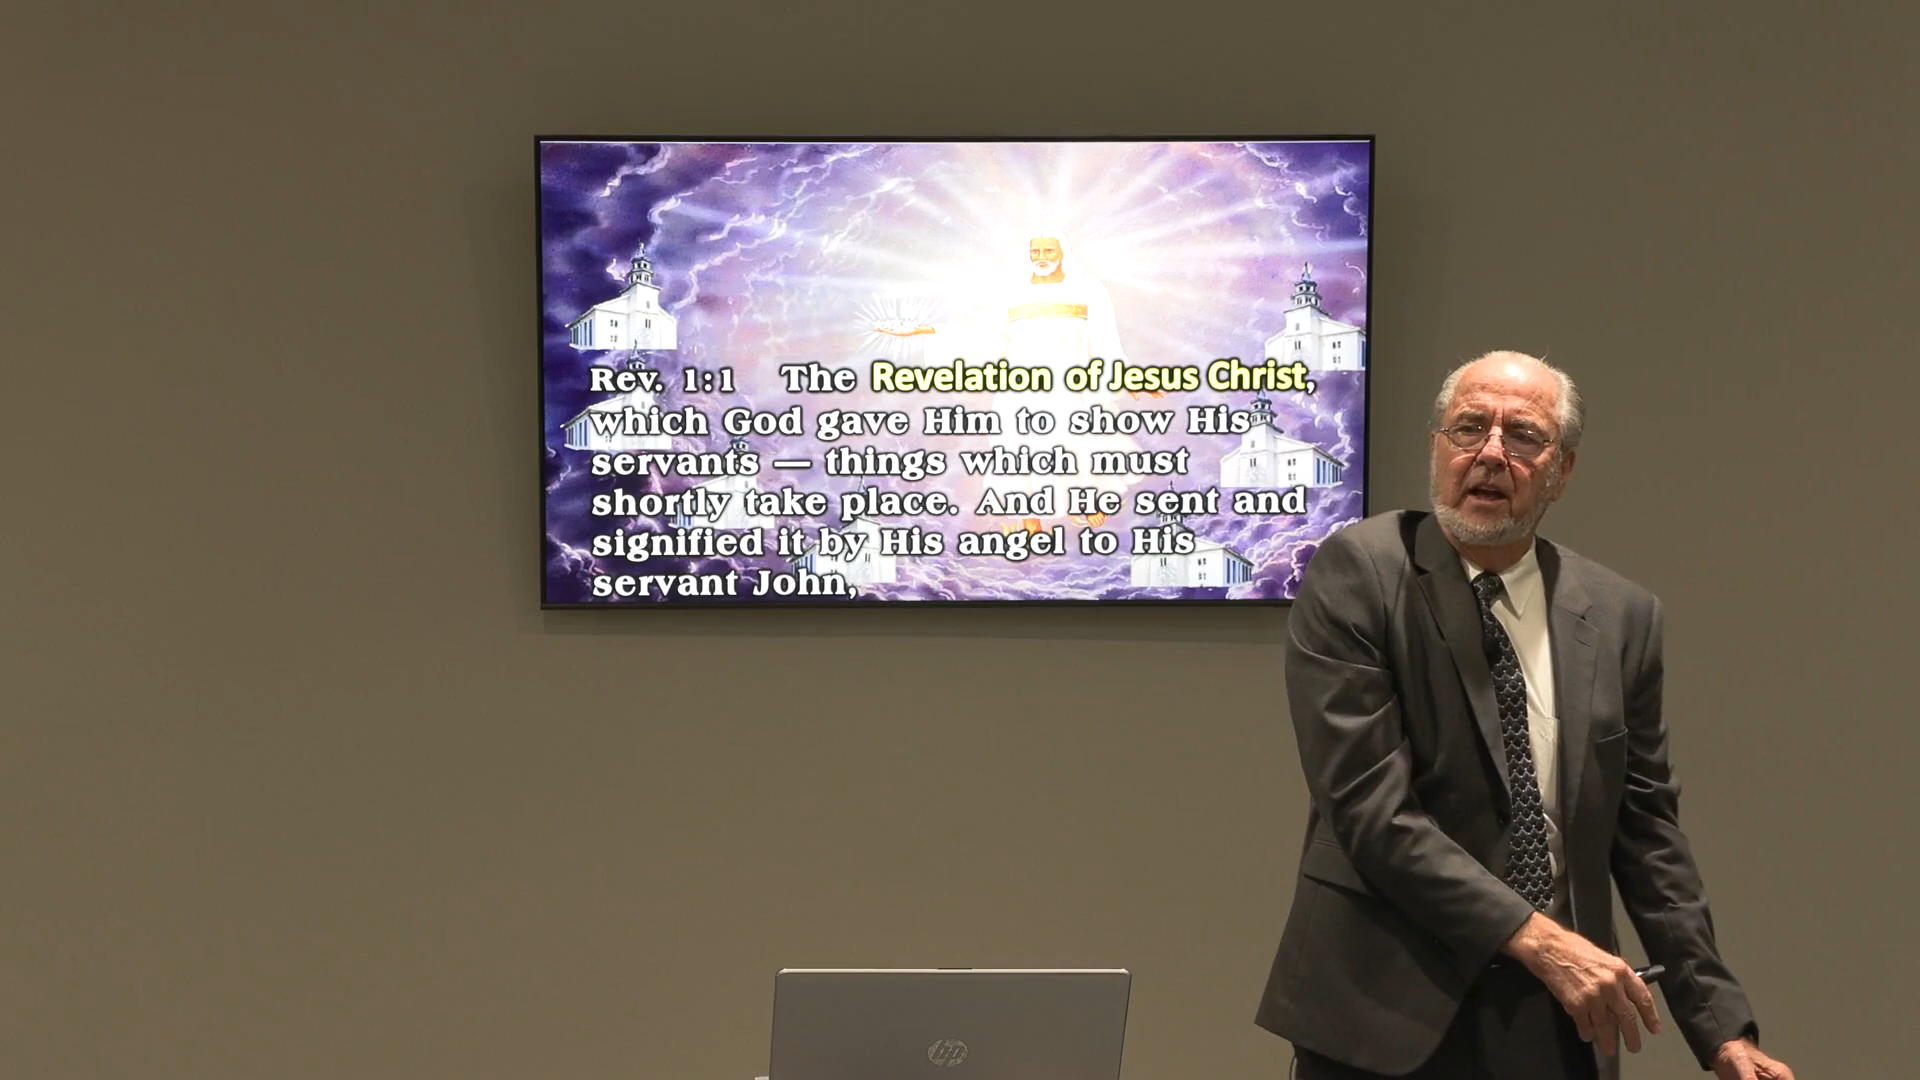 Rev. 1:1 The Revelation of Jesus Christ,
which God gave Him to show His
servants — things which must
shortly take place. And He sent and
signified it by His angel to His
servant John,
hp